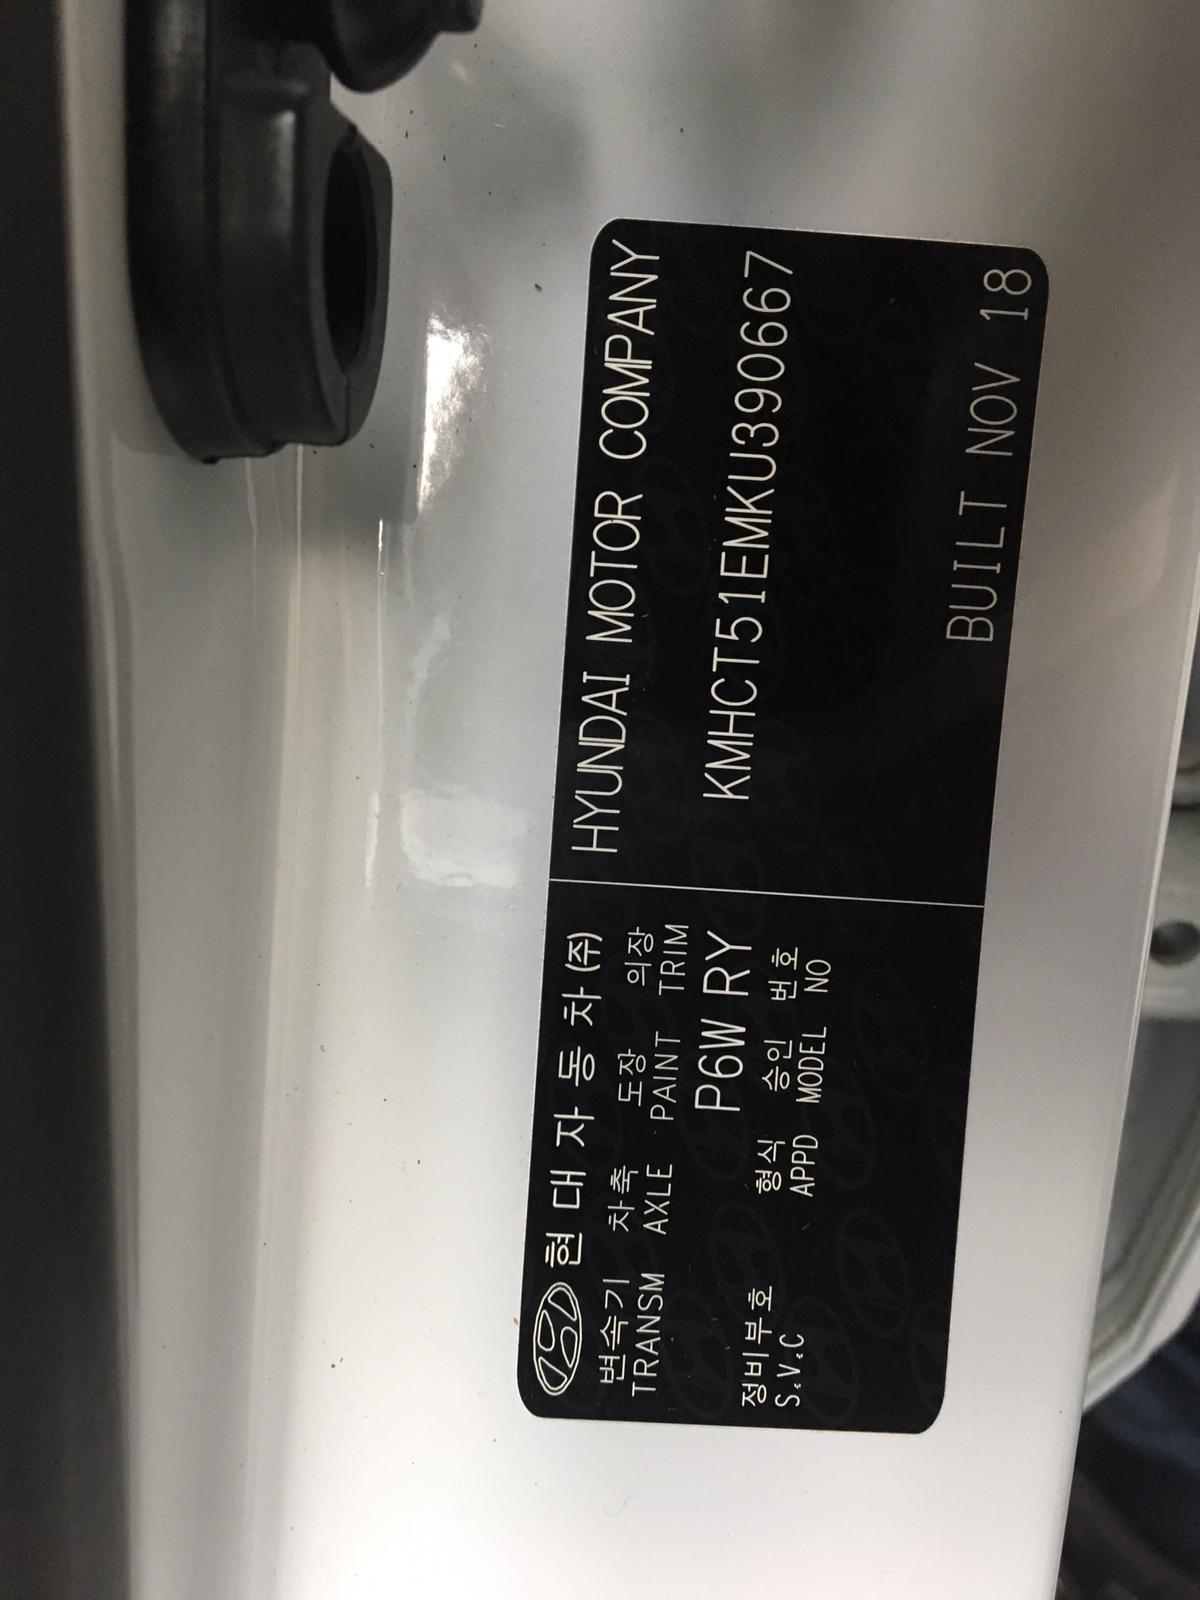 현대자동차(주)
변속기 차축 도장 의장
TRANSM AXLE PAINT TRIM
P6W RY
정비부호 형식 승인 번호
S.V.C APPD MODEL NO
HYUNDAI MOTOR COMPANY
KMHCT51EMKU390667
BUILT NOV 18